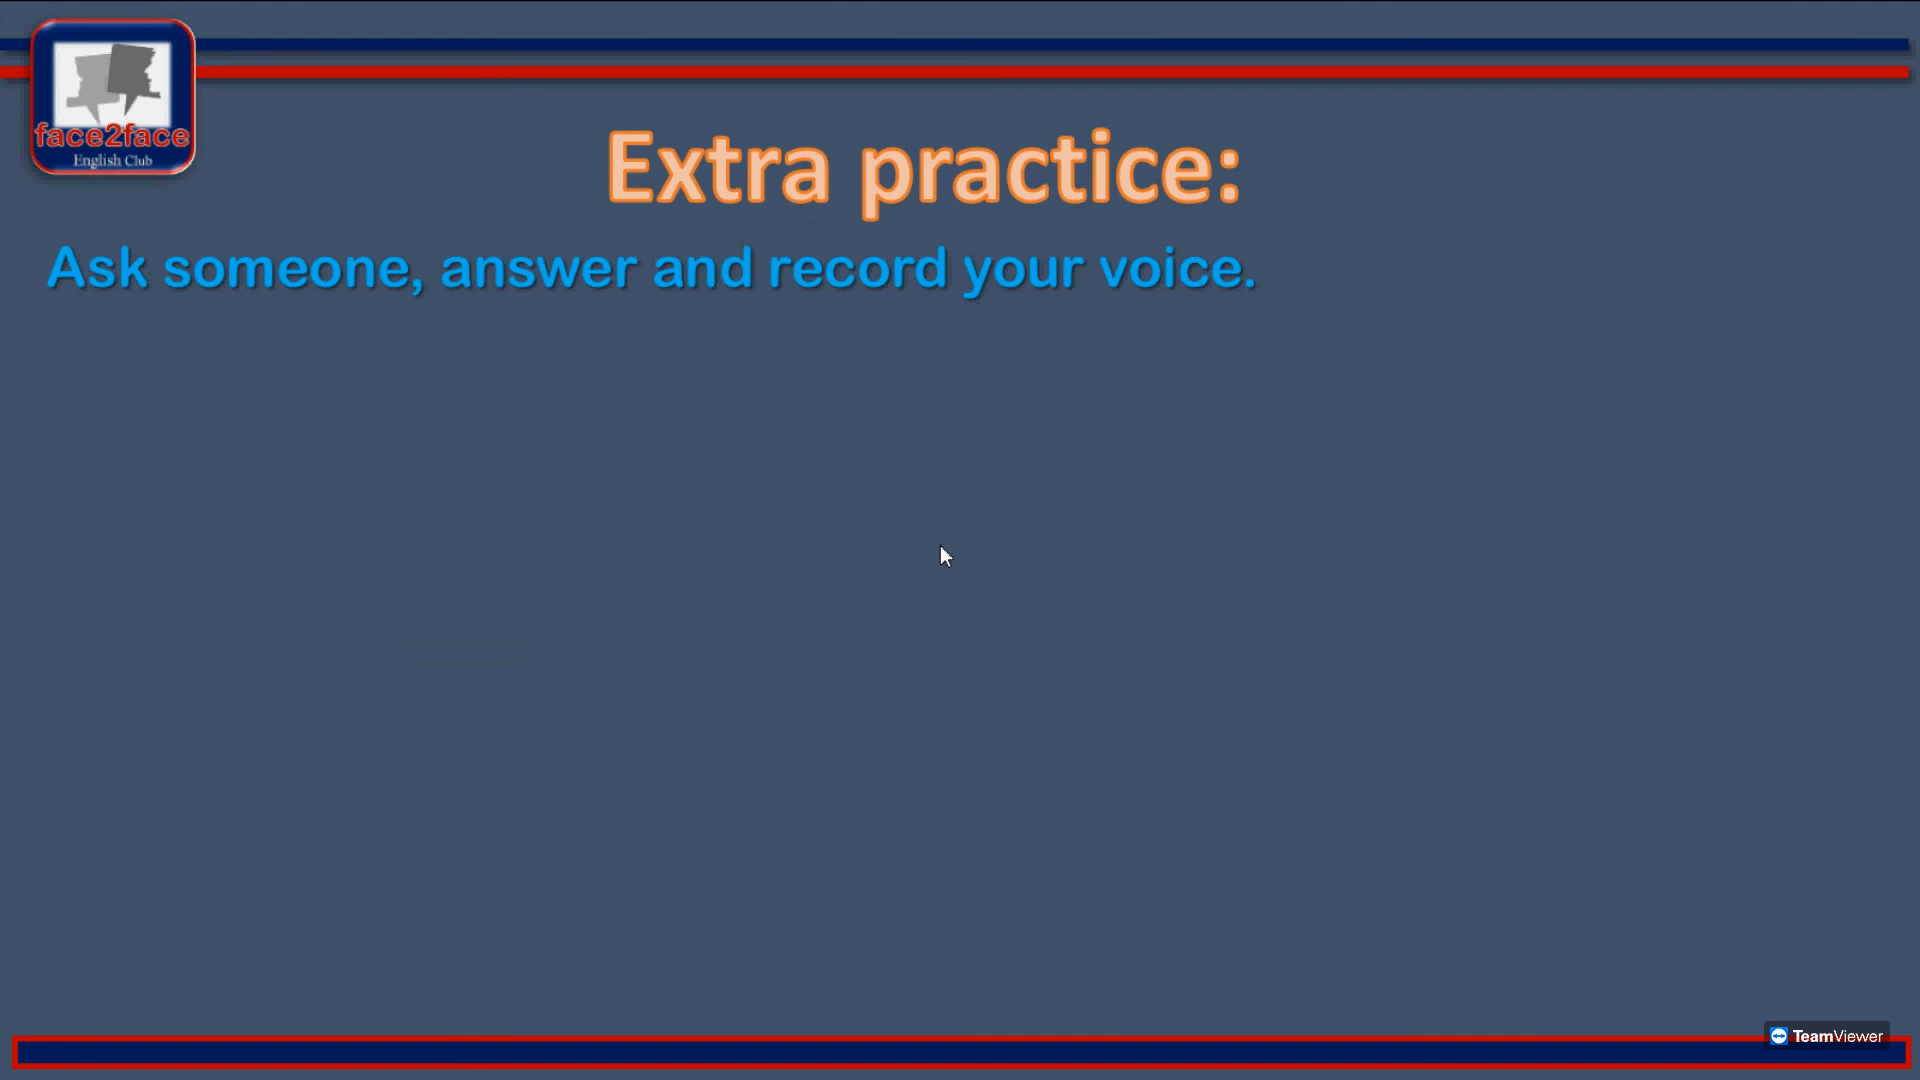 face2face
English Club
Extra practice:
Ask someone, answer and record your voice.
TeamViewer